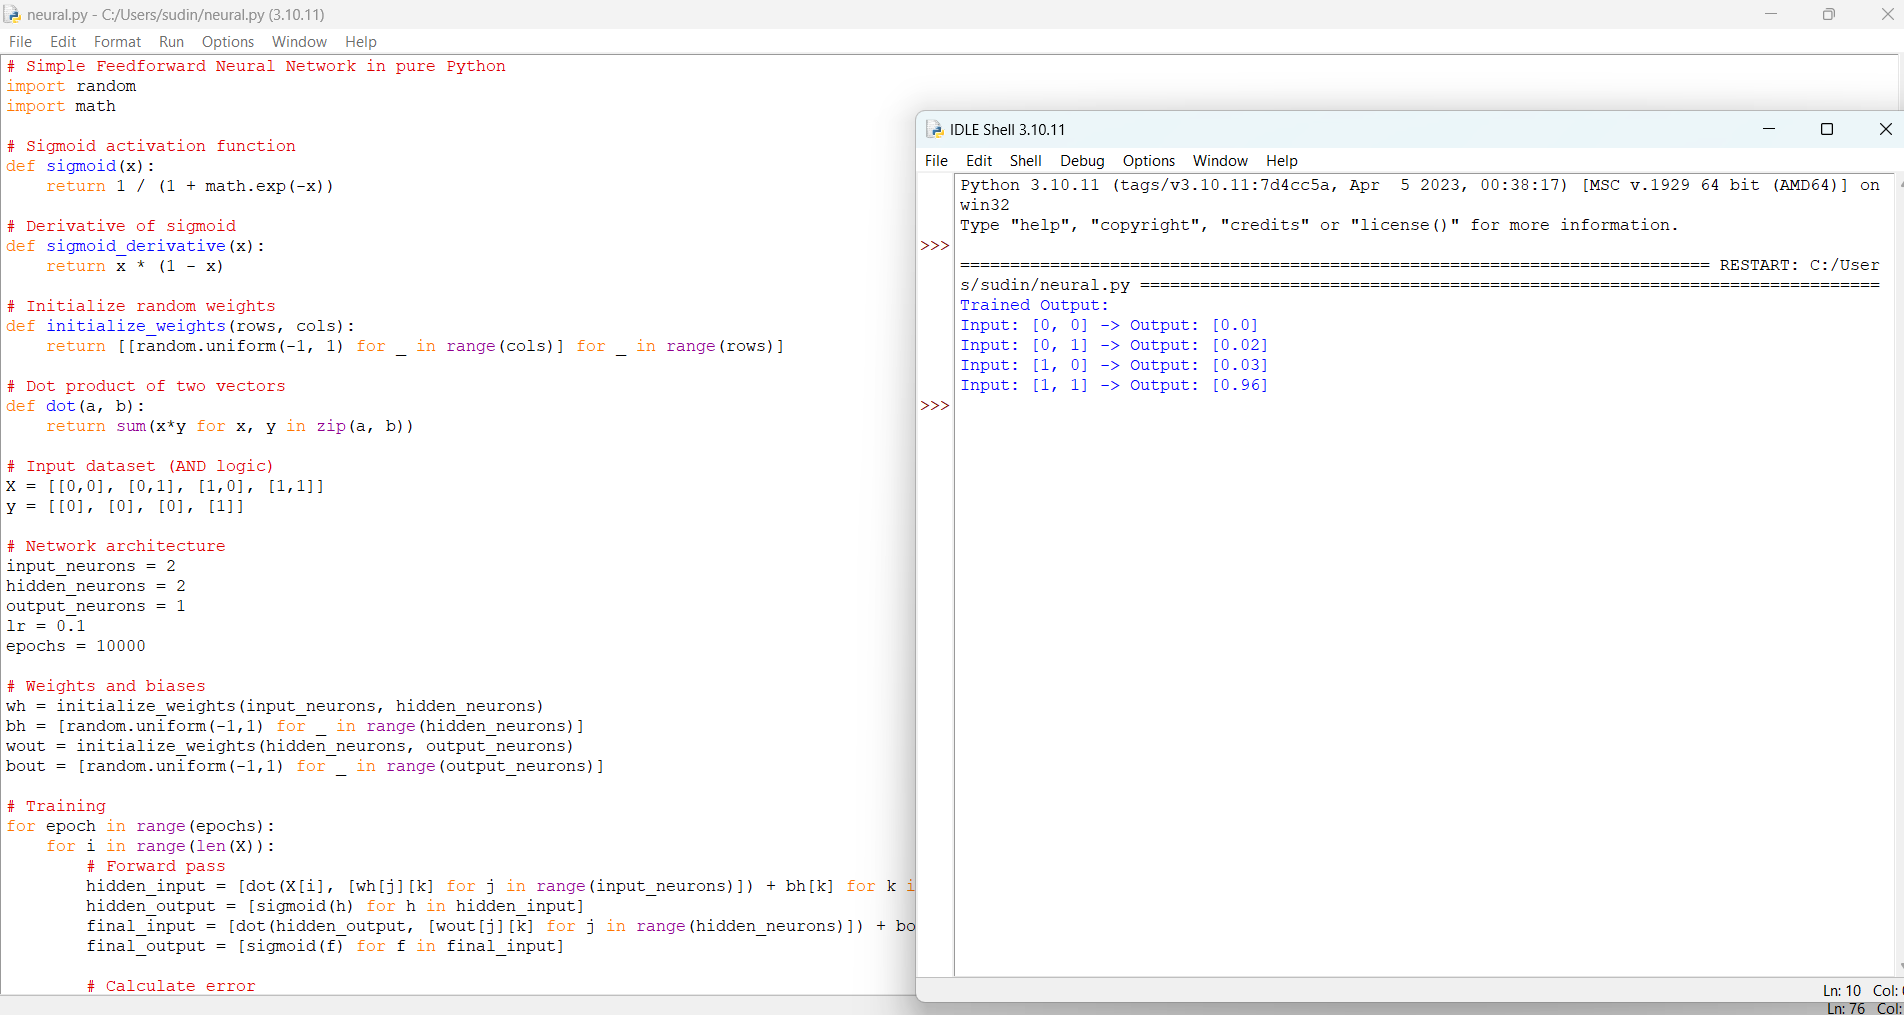 neural.py - C:/Users/sudin/neural.py (3.10.11)
File Edit Format Run Options Window Help
# Simple Feedforward Neural Network in pure Python
import random
import math

# Sigmoid activation function
def sigmoid(x):
    return 1 / (1 + math.exp(-x))

# Derivative of sigmoid
def sigmoid_derivative(x):
    return x * (1 - x)

# Initialize random weights
def initialize_weights(rows, cols):
    return [[random.uniform(-1, 1) for _ in range(cols)] for _ in range(rows)]

# Dot product of two vectors
def dot(a, b):
    return sum(x*y for x, y in zip(a, b))

# Input dataset (AND logic)
X = [[0,0], [0,1], [1,0], [1,1]]
y = [[0], [0], [0], [1]]

# Network architecture
input_neurons = 2
hidden_neurons = 2
output_neurons = 1
lr = 0.1
epochs = 10000

# Weights and biases
wh = initialize_weights(input_neurons, hidden_neurons)
bh = [random.uniform(-1,1) for _ in range(hidden_neurons)]
wout = initialize_weights(hidden_neurons, output_neurons)
bout = [random.uniform(-1,1) for _ in range(output_neurons)]

# Training
for epoch in range(epochs):
    for i in range(len(X)):
        # Forward pass
        hidden_input = [dot(X[i], [wh[j][k] for j in range(input_neurons)]) + bh[k] for k i
        hidden_output = [sigmoid(h) for h in hidden_input]
        final_input = [dot(hidden_output, [wout[j][k] for j in range(hidden_neurons)]) + bo
        final_output = [sigmoid(f) for f in final_input]

        # Calculate error
IDLE Shell 3.10.11
File Edit Shell Debug Options Window Help
Python 3.10.11 (tags/v3.10.11:7d4cc5a, Apr  5 2023, 00:38:17) [MSC v.1929 64 bit (AMD64)] on
win32
Type "help", "copyright", "credits" or "license()" for more information.
>>>
=========================================================================== RESTART: C:/User
s/sudin/neural.py ==========================================================================
Trained Output:
Input: [0, 0] -> Output: [0.0]
Input: [0, 1] -> Output: [0.02]
Input: [1, 0] -> Output: [0.03]
Input: [1, 1] -> Output: [0.96]
>>>
Ln: 10 Col:
Ln: 76 Col: